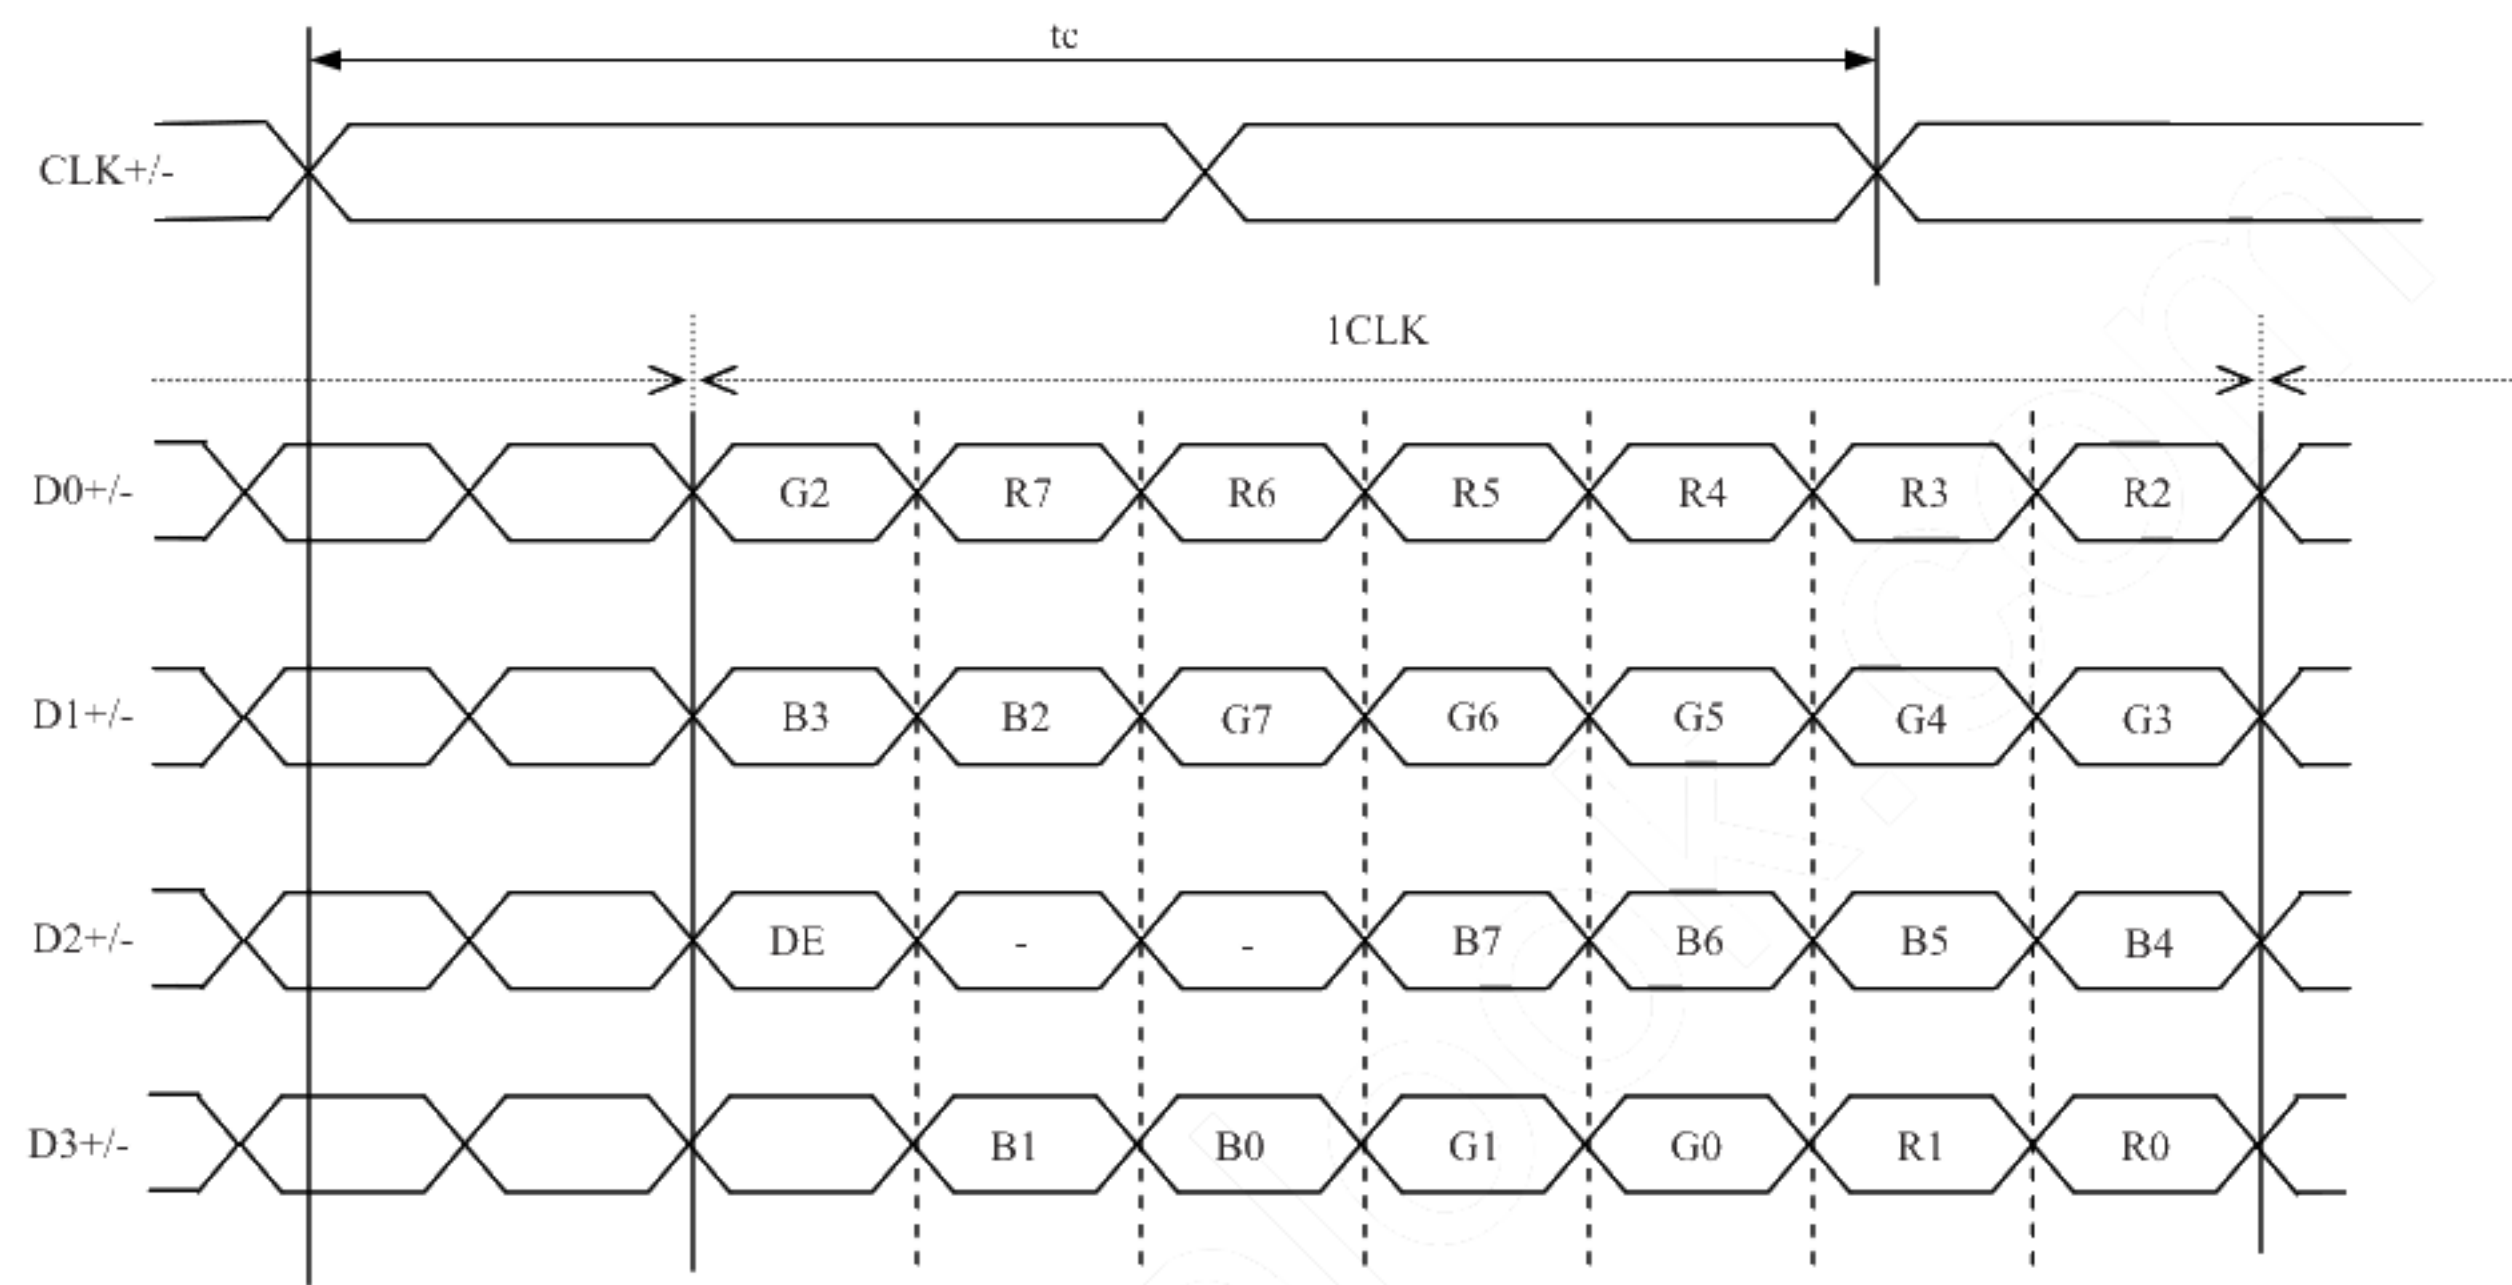 tc
CLK+/-
1CLK
D0+/- G2 R7 R6 R5 R4 R3 R2
D1+/- B3 B2 G7 G6 G5 G4 G3
D2+/- DE - - B7 B6 B5 B4
D3+/- B1 B0 G1 G0 R1 R0